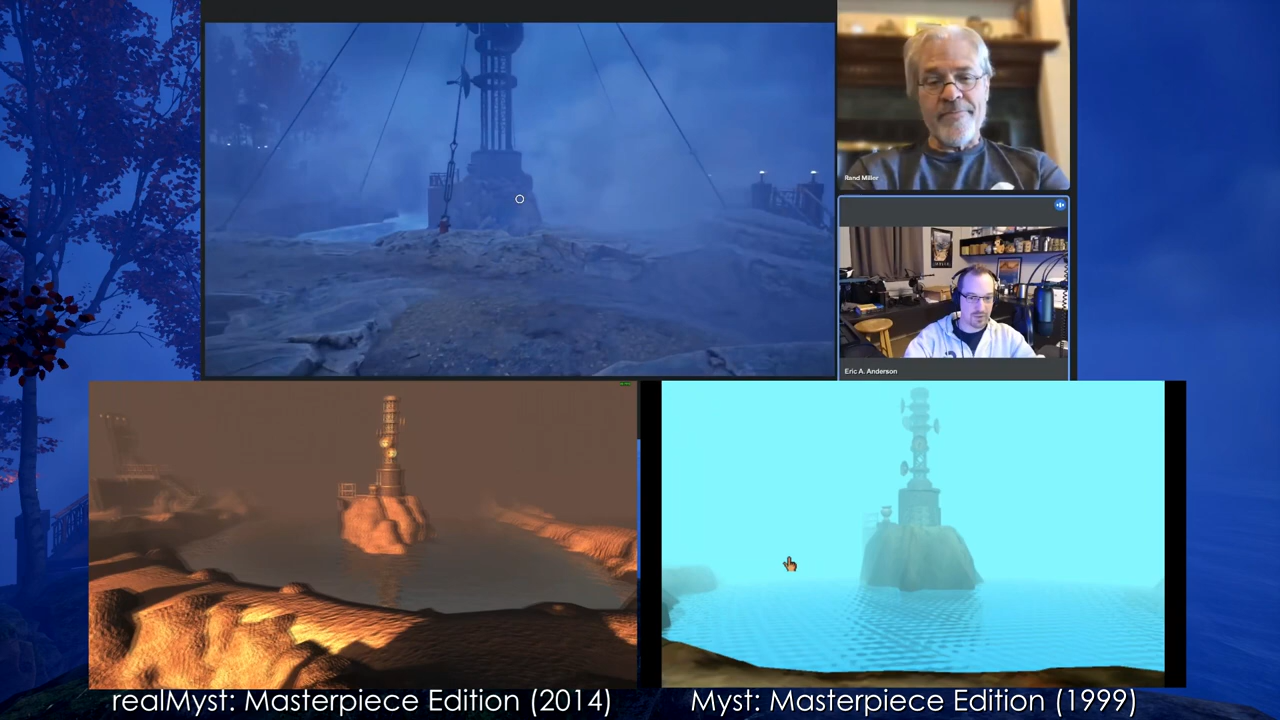 Rand Miller
Eric A. Anderson
realMyst: Masterpiece Edition (2014)
Myst: Masterpiece Edition (1999)